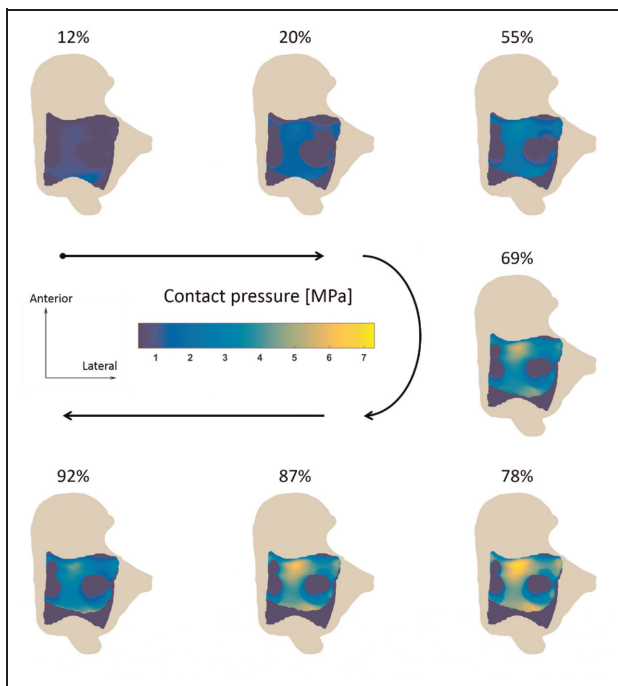 12% 20% 55%
69%
Contact pressure [MPa]
Anterior
1 2 3 4 5 6 7
Lateral
92% 87% 78%